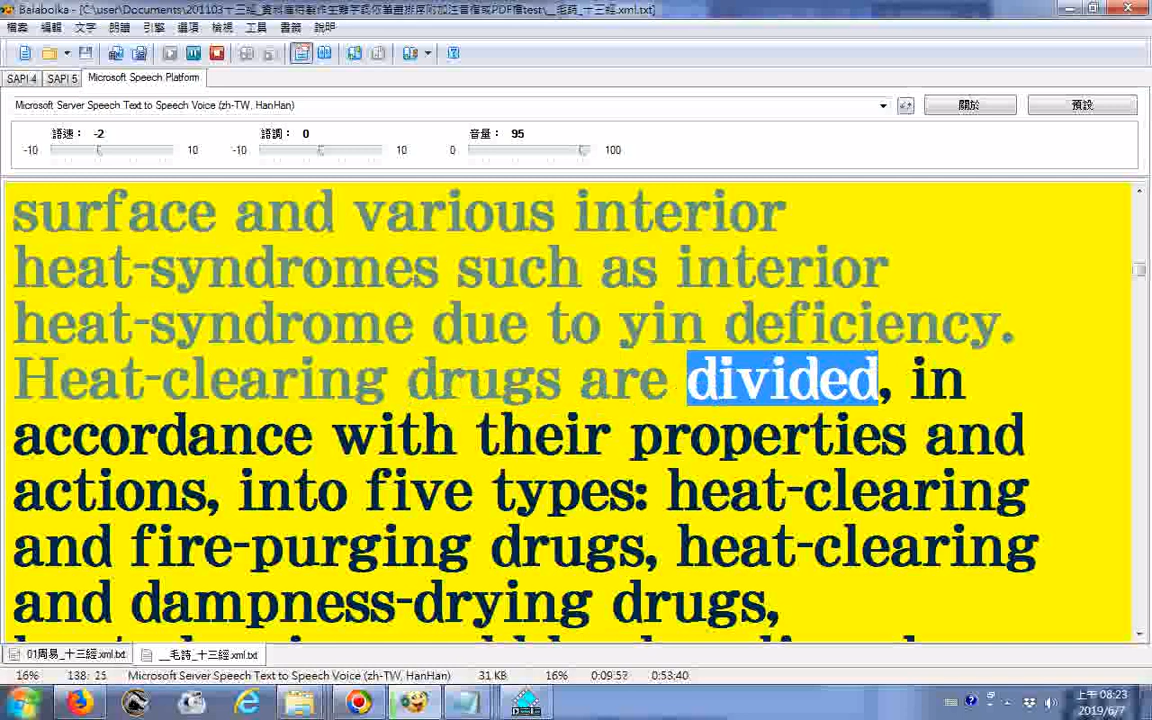 Balabolka - [C:\user\Documents\201103十三經_資料庫特製作生難字詞依筆畫排序附加注音檔或PDF檔test\__毛詩_十三經.xml.txt]
檔案 編輯 文字 朗讀 引擎 選項 檢視 工具 書籤 說明
SAPI 4 SAPI 5 Microsoft Speech Platform
Microsoft Server Speech Text to Speech Voice (zh-TW, HanHan) 關於 預設
語速： -2 語調： 0 音量： 95
-10 10 -10 10 0 100
surface and various interior
heat-syndromes such as interior
heat-syndrome due to yin deficiency.
Heat-clearing drugs are divided, in
accordance with their properties and
actions, into five types: heat-clearing
and fire-purging drugs, heat-clearing
and dampness-drying drugs,
01周易_十三經.xml.txt __毛詩_十三經.xml.txt
16% 138: 25 Microsoft Server Speech Text to Speech Voice (zh-TW, HanHan) 31 KB 16% 0:09:53 0:53:40
上午 08:23
2019/6/7